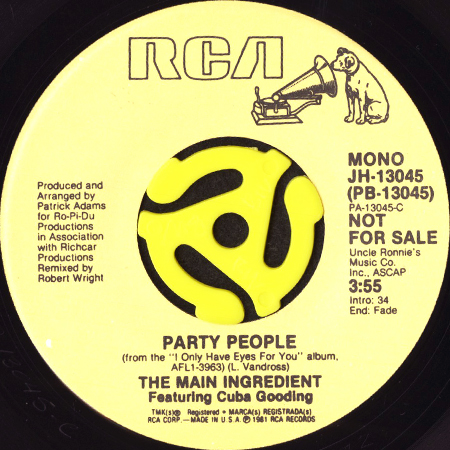 RCA
MONO
JH-13045
(PB-13045)
PA-13045-C
NOT
FOR SALE
Uncle Ronnie's
Music Co.
Inc., ASCAP
3:55
Intro: 34
End: Fade
Produced and
Arranged by
Patrick Adams
for Ro-Pi-Du
Productions
in Association
with Richcar
Productions
Remixed by
Robert Wright
PARTY PEOPLE
(from the "I Only Have Eyes For You" album,
AFL1-3963) (L. Vandross)
THE MAIN INGREDIENT
Featuring Cuba Gooding
TMK(s)® Registered • MARCA(s) REGISTRADA(s)
RCA CORP.—MADE IN U.S.A. ℗ 1981 RCA RECORDS